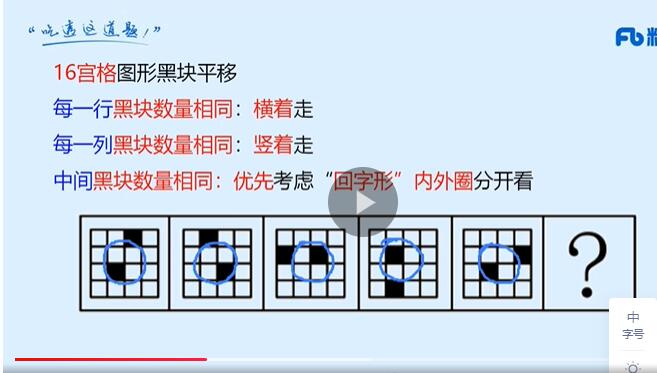 “吃透这道题！”
16宫格图形黑块平移
每一行黑块数量相同：横着走
每一列黑块数量相同：竖着走
中间黑块数量相同：优先考虑“回字形”内外圈分开看
?
中
字号